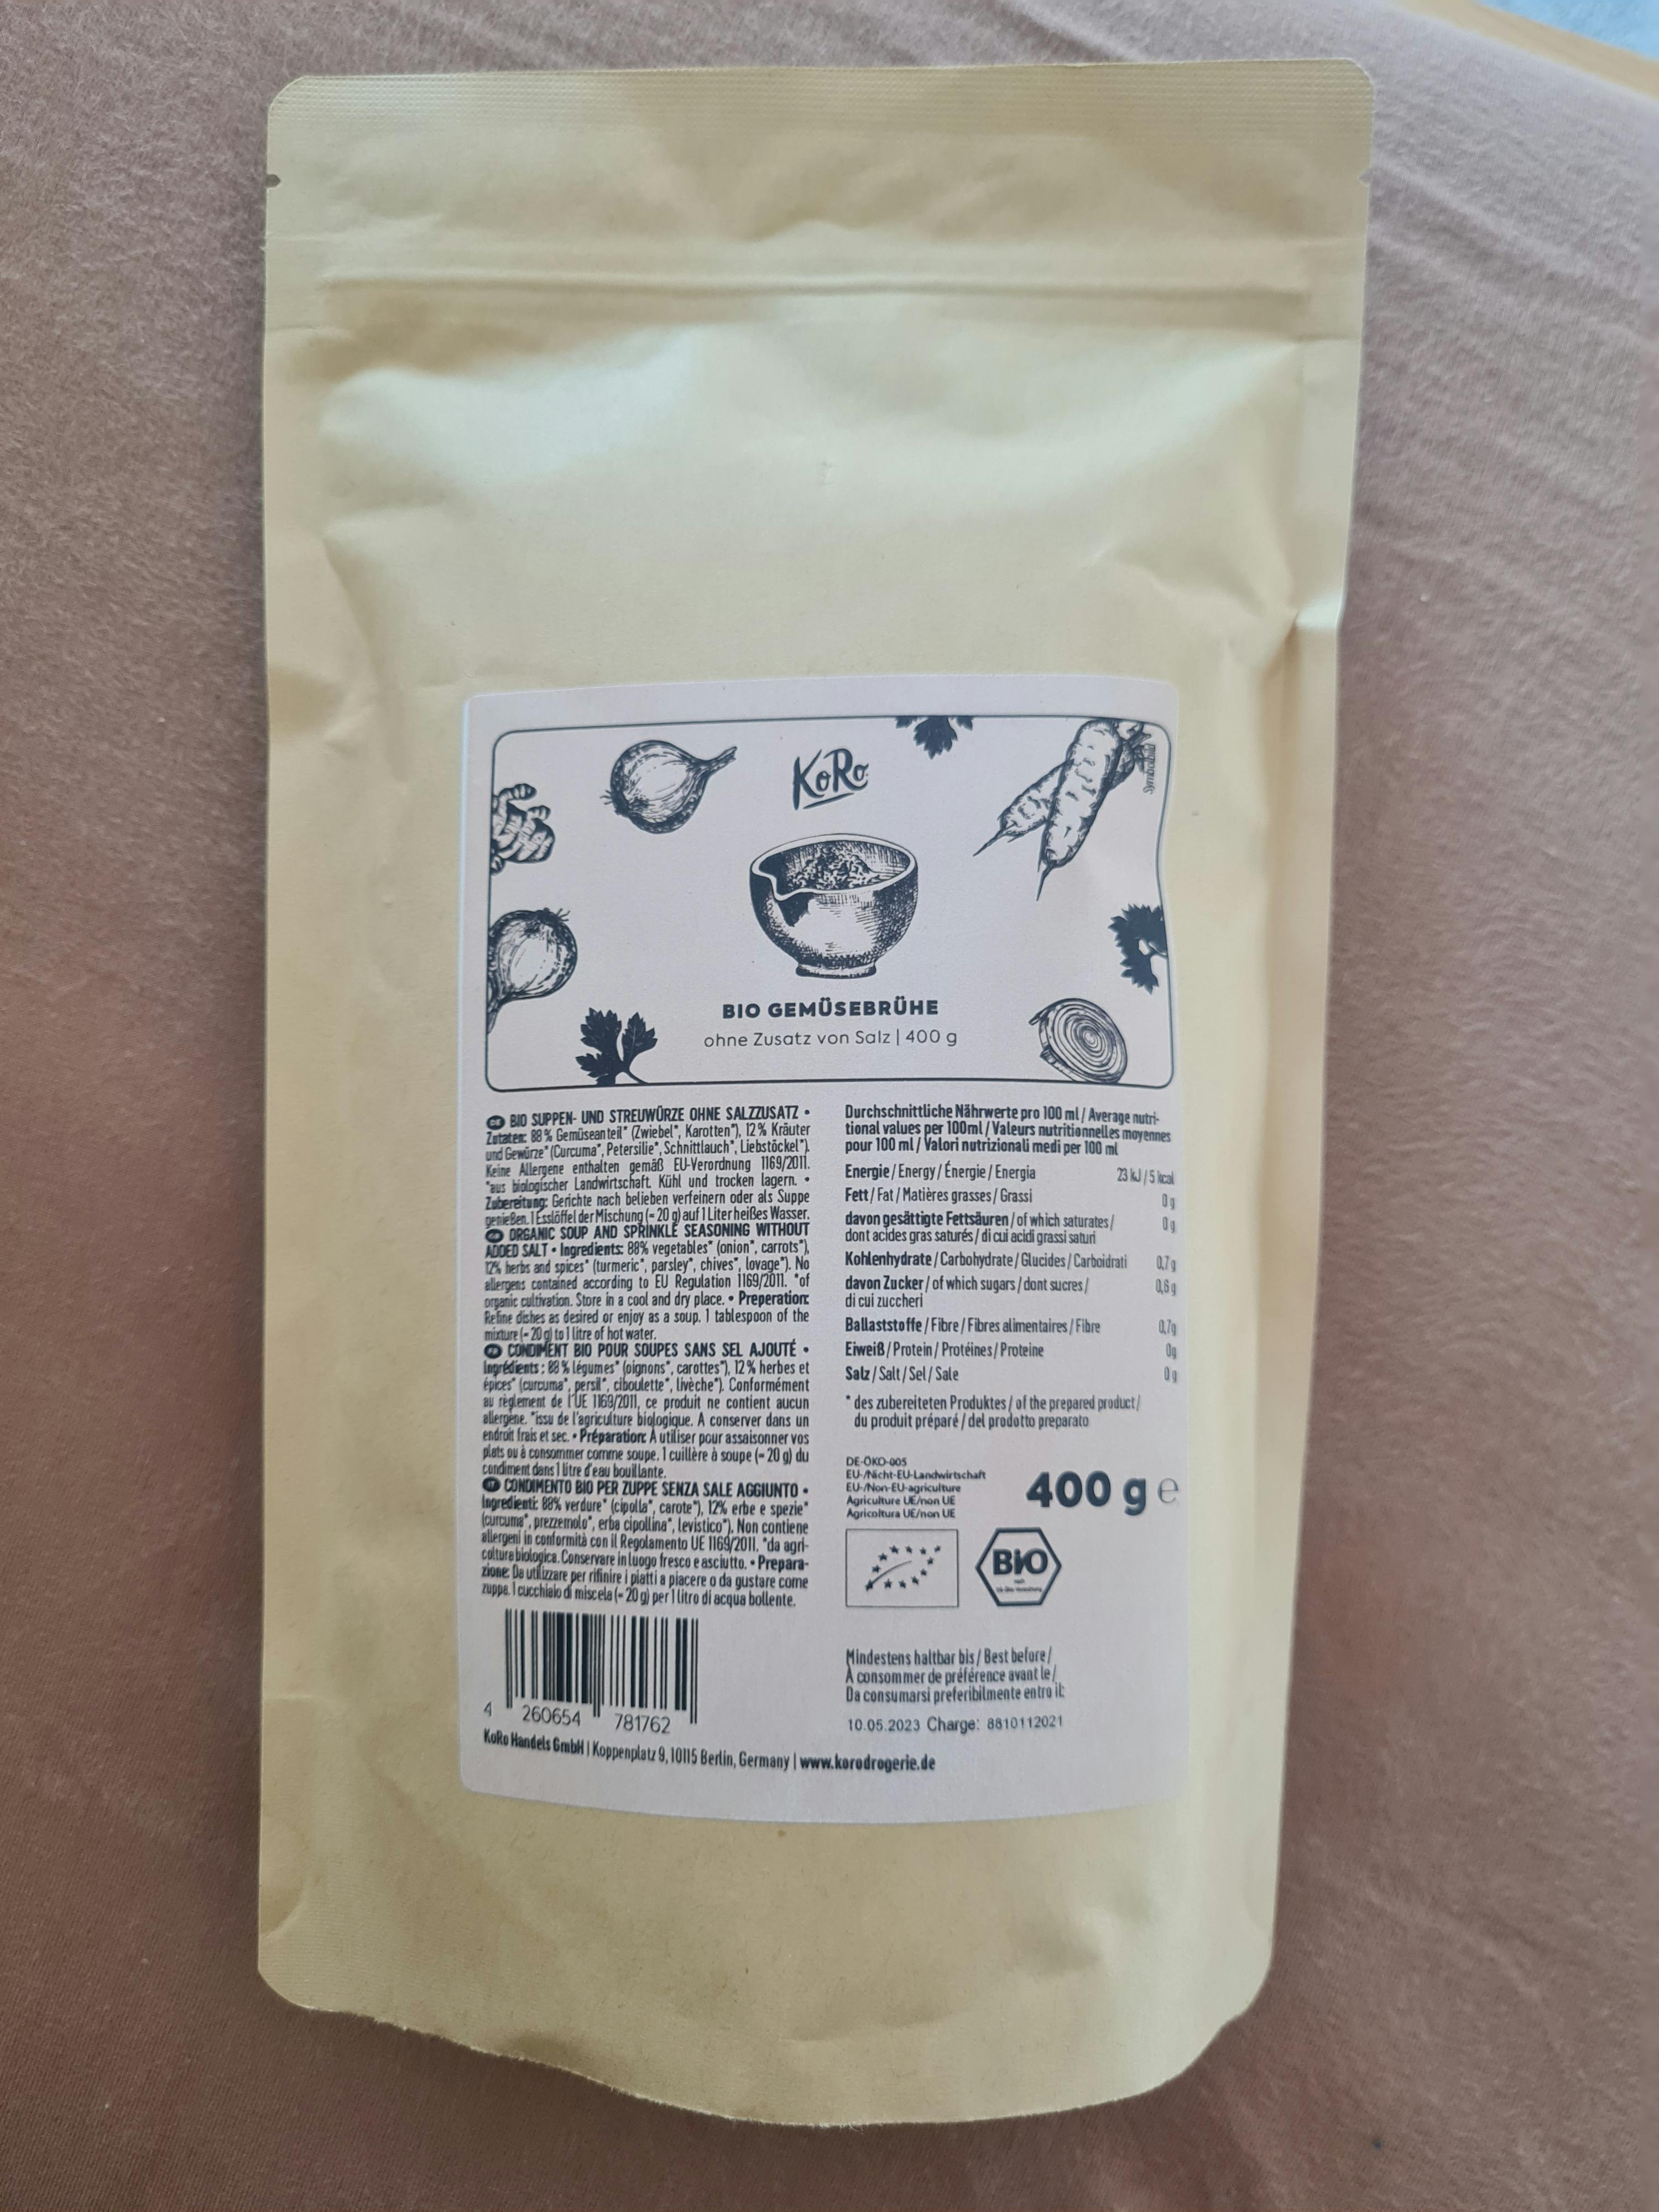 KoRo
Symbolbild
BIO GEMÜSEBRÜHE
ohne Zusatz von Salz | 400 g
DE BIO SUPPEN- UND STREUWÜRZE OHNE SALZZUSATZ •
Zutaten: 88 % Gemüseanteil* (Zwiebel*, Karotten*), 12 % Kräuter
und Gewürze* (Curcuma*, Petersilie*, Schnittlauch*, Liebstöckel*).
Keine Allergene enthalten gemäß EU-Verordnung 1169/2011.
*aus biologischer Landwirtschaft. Kühl und trocken lagern. •
Zubereitung: Gerichte nach belieben verfeinern oder als Suppe
genießen. 1 Esslöffel der Mischung (= 20 g) auf 1 Liter heißes Wasser.
GB ORGANIC SOUP AND SPRINKLE SEASONING WITHOUT
ADDED SALT • Ingredients: 88% vegetables* (onion*, carrots*),
12% herbs and spices* (turmeric*, parsley*, chives*, lovage*). No
allergens contained according to EU Regulation 1169/2011. *of
organic cultivation. Store in a cool and dry place. • Preperation:
Refine dishes as desired or enjoy as a soup. 1 tablespoon of the
mixture (= 20 g) to 1 litre of hot water.
FR CONDIMENT BIO POUR SOUPES SANS SEL AJOUTÉ •
Ingrédients : 88 % légumes* (oignons*, carottes*), 12 % herbes et
épices* (curcuma*, persil*, ciboulette*, livèche*). Conformément
au règlement de l'UE 1169/2011, ce produit ne contient aucun
allergène. *issu de l'agriculture biologique. A conserver dans un
endroit frais et sec. • Préparation: À utiliser pour assaisonner vos
plats ou à consommer comme soupe. 1 cuillère à soupe (= 20 g) du
condiment dans 1 litre d'eau bouillante.
IT CONDIMENTO BIO PER ZUPPE SENZA SALE AGGIUNTO •
Ingredienti: 88% verdure* (cipolla*, carote*), 12% erbe e spezie*
(curcuma*, prezzemolo*, erba cipollina*, levistico*). Non contiene
allergeni in conformità con il Regolamento UE 1169/2011. *da agri-
coltura biologica. Conservare in luogo fresco e asciutto. • Prepara-
zione: Da utilizzare per rifinire i piatti a piacere o da gustare come
zuppa. 1 cucchiaio di miscela (= 20 g) per 1 litro di acqua bollente.
4 260654 781762
KoRo Handels GmbH | Koppenplatz 9, 10115 Berlin, Germany | www.korodrogerie.de
Durchschnittliche Nährwerte pro 100 ml / Average nutri-
tional values per 100ml / Valeurs nutritionnelles moyennes
pour 100 ml / Valori nutrizionali medi per 100 ml
Energie / Energy / Énergie / Energia 23 kJ / 5 kcal
Fett / Fat / Matières grasses / Grassi 0 g
davon gesättigte Fettsäuren / of which saturates / 0 g
dont acides gras saturés / di cui acidi grassi saturi
Kohlenhydrate / Carbohydrate / Glucides / Carboidrati 0,7 g
davon Zucker / of which sugars / dont sucres / 0,6 g
di cui zuccheri
Ballaststoffe / Fibre / Fibres alimentaires / Fibre 0,7g
Eiweiß / Protein / Protéines / Proteine 0g
Salz / Salt / Sel / Sale 0 g
* des zubereiteten Produktes / of the prepared product /
du produit préparé / del prodotto preparato
DE-ÖKO-005
EU-/Nicht-EU-Landwirtschaft
EU-/Non-EU-agriculture
Agriculture UE/non UE
Agricoltura UE/non UE
400 g e
BIO
nach
Mindestens haltbar bis / Best before /
À consommer de préférence avant le /
Da consumarsi preferibilmente entro il:
10.05.2023 Charge: 8810112021